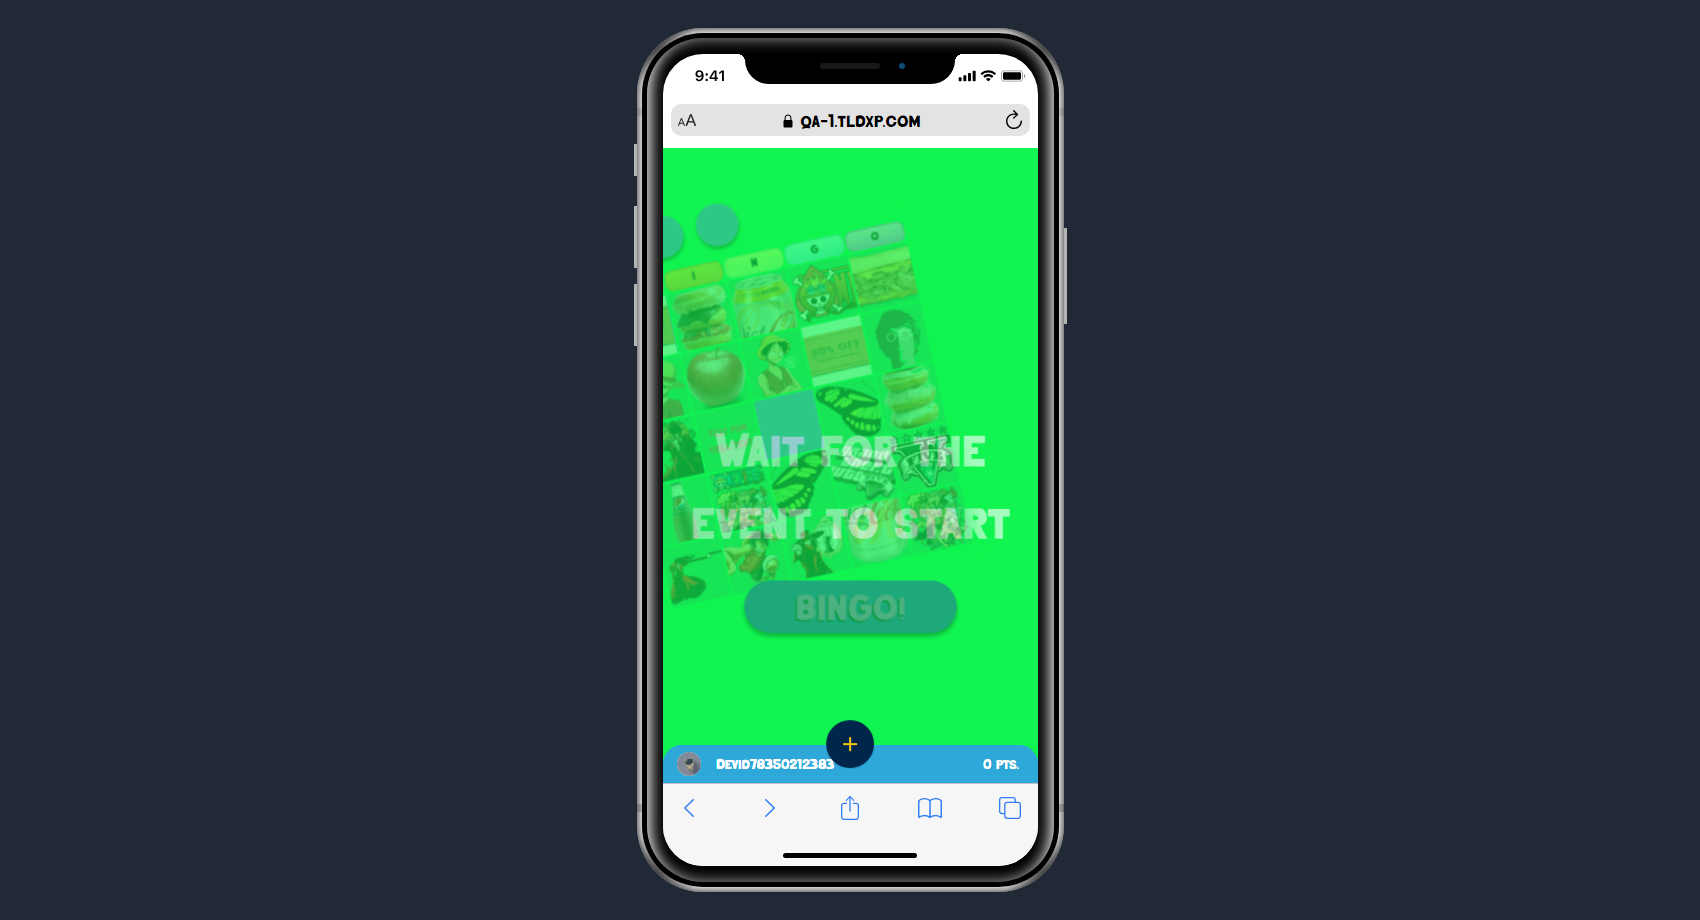 9:41
AA
QA-1.TLDXP.COM
I N G O
50% OFF
WAIT FOR THE
EVENT TO START
BINGO!
+
DEVID78350212383
0 PTS.